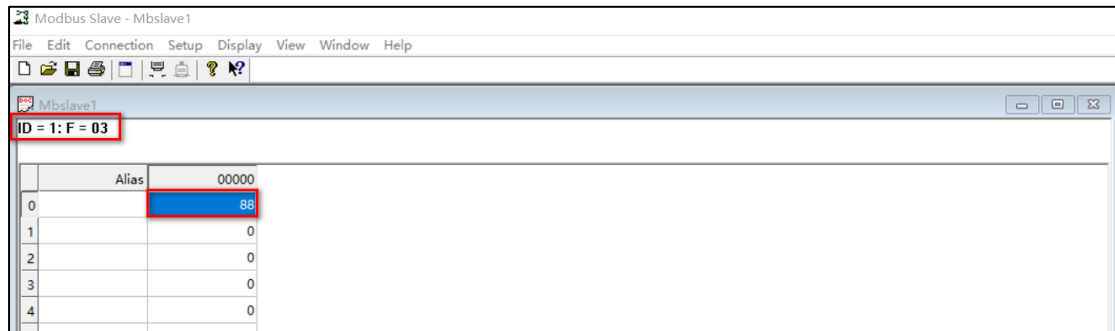 Modbus Slave - Mbslave1
File Edit Connection Setup Display View Window Help
Mbslave1
ID = 1: F = 03
Alias 00000
0 88
1 0
2 0
3 0
4 0